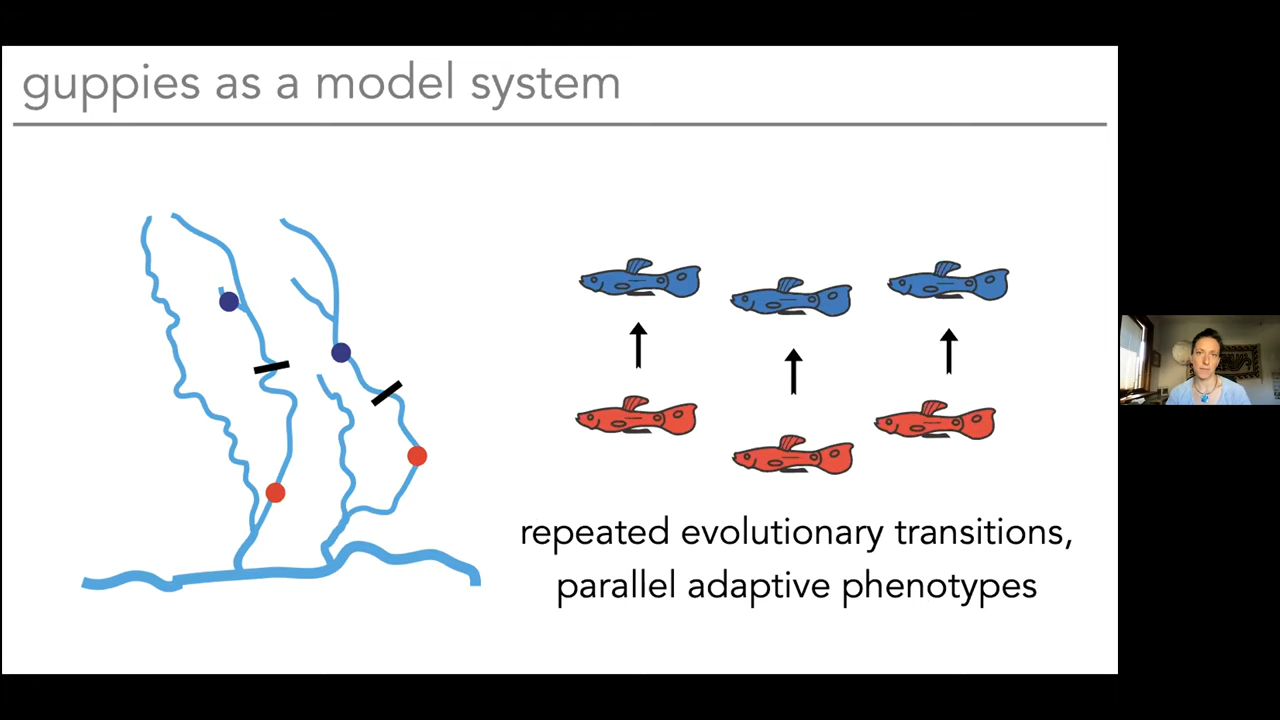 guppies as a model system
repeated evolutionary transitions,
parallel adaptive phenotypes